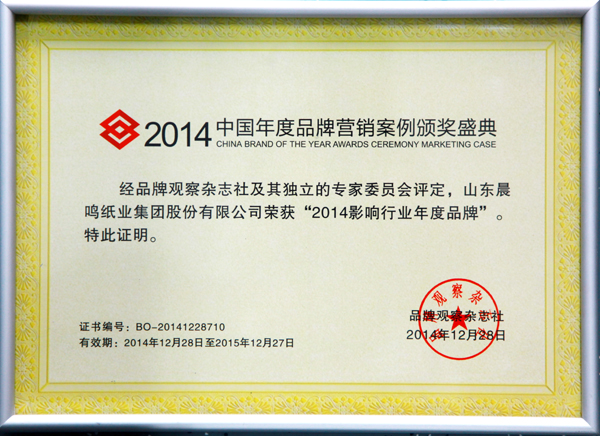 2014中国年度品牌营销案例颁奖盛典
CHINA BRAND OF THE YEAR AWARDS CEREMONY MARKETING CASE
经品牌观察杂志社及其独立的专家委员会评定，山东晨
鸣纸业集团股份有限公司荣获“2014影响行业年度品牌”。
特此证明。
证书编号：BO-20141228710
有效期：2014年12月28日至2015年12月27日
观察杂
品牌观察杂志社
2014年12月28日